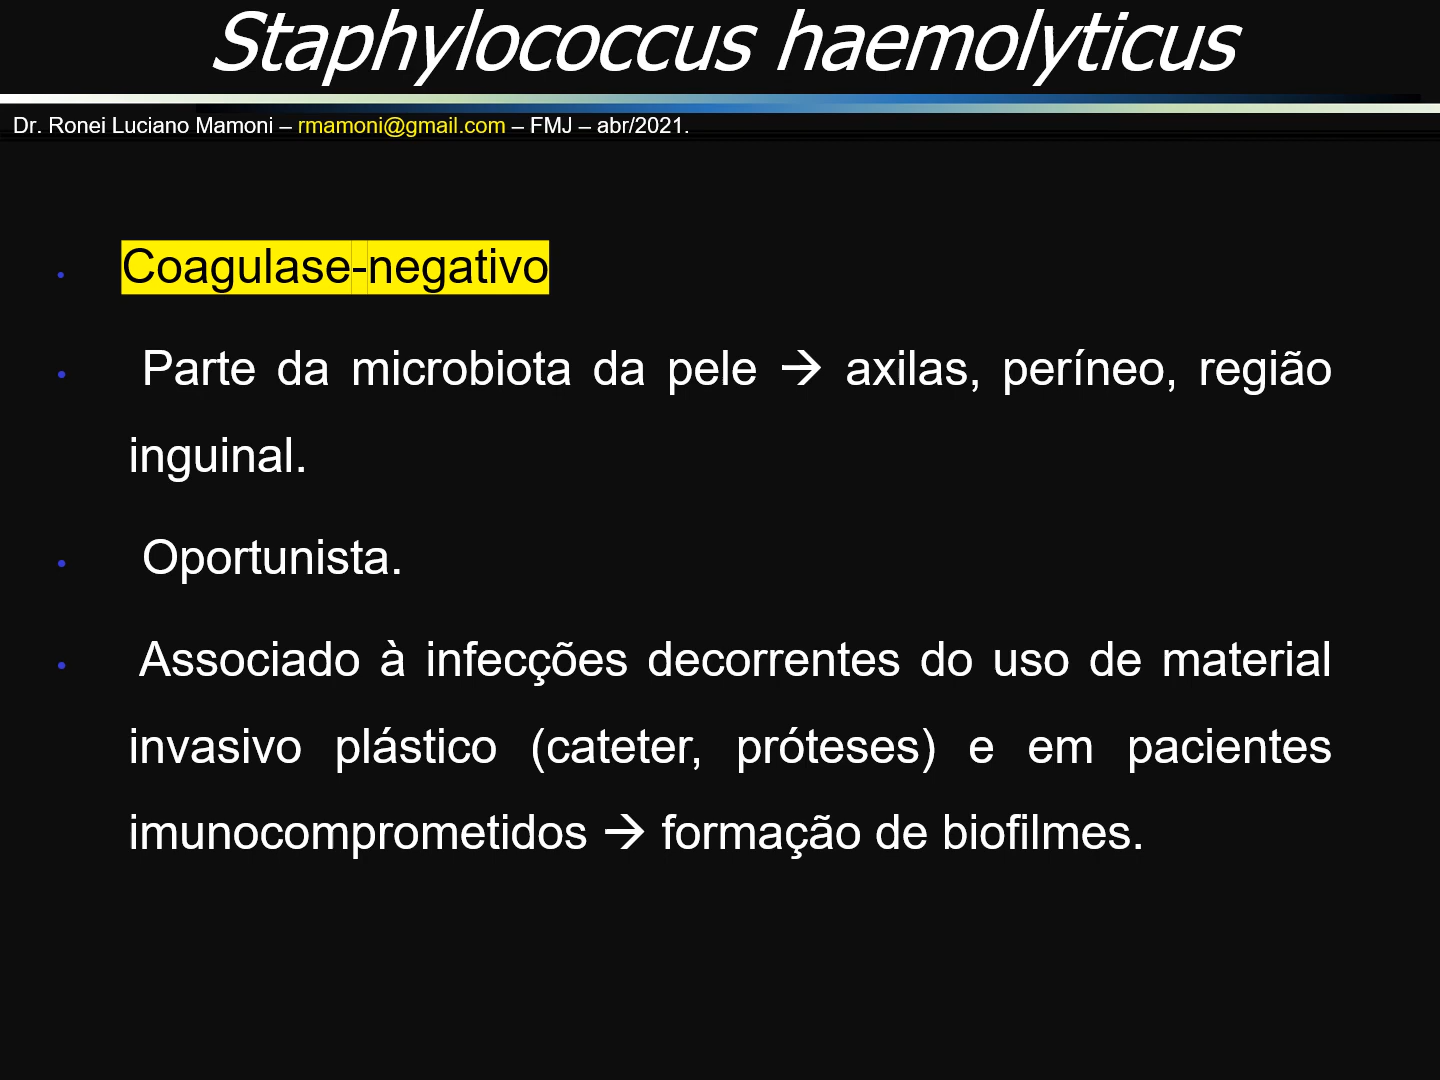 Staphylococcus haemolyticus
Dr. Ronei Luciano Mamoni – rmamoni@gmail.com – FMJ – abr/2021.
• Coagulase-negativo
• Parte da microbiota da pele → axilas, períneo, região
inguinal.
• Oportunista.
• Associado à infecções decorrentes do uso de material
invasivo plástico (cateter, próteses) e em pacientes
imunocomprometidos → formação de biofilmes.